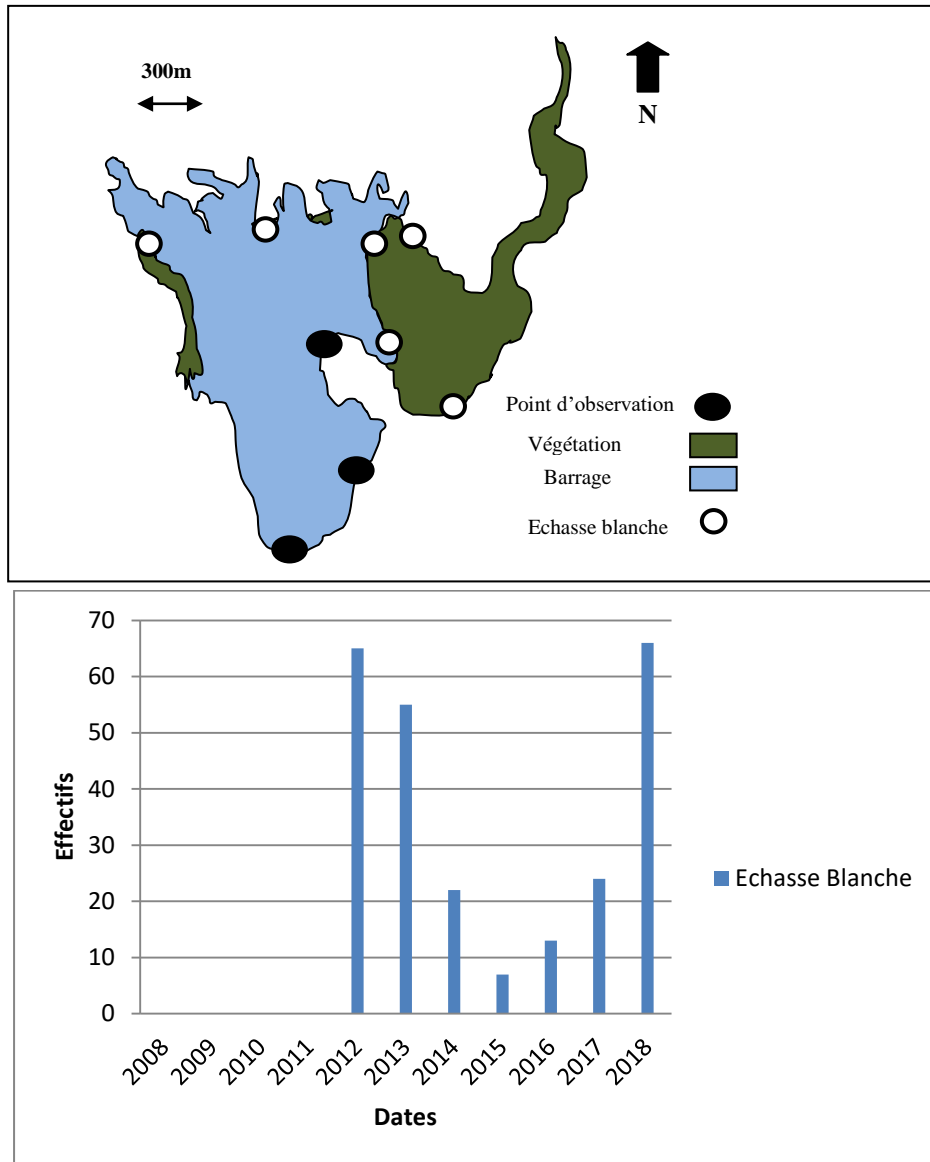 300m
N
Point d'observation
Végétation
Barrage
Echasse blanche
70
60
50
40
30
20
10
0
Effectifs
2008
2009
2010
2011
2012
2013
2014
2015
2016
2017
2018
Dates
Echasse Blanche